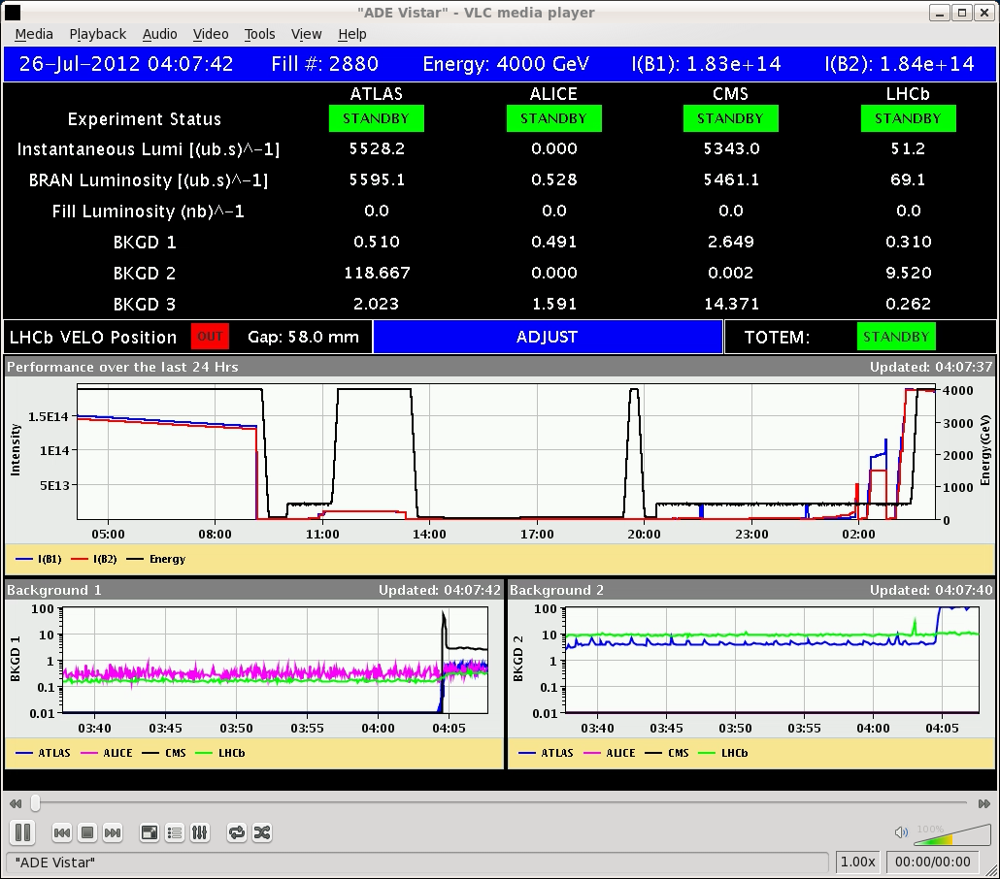 "ADE Vistar" - VLC media player
Media Playback Audio Video Tools View Help
26-Jul-2012 04:07:42 Fill #: 2880 Energy: 4000 GeV I(B1): 1.83e+14 I(B2): 1.84e+14
ATLAS ALICE CMS LHCb
Experiment Status STANDBY STANDBY STANDBY STANDBY
Instantaneous Lumi [(ub.s)^-1] 5528.2 0.000 5343.0 51.2
BRAN Luminosity [(ub.s)^-1] 5595.1 0.528 5461.1 69.1
Fill Luminosity (nb)^-1 0.0 0.0 0.0 0.0
BKGD 1 0.510 0.491 2.649 0.310
BKGD 2 118.667 0.000 0.002 9.520
BKGD 3 2.023 1.591 14.371 0.262
LHCb VELO Position OUT Gap: 58.0 mm ADJUST TOTEM: STANDBY
Performance over the last 24 Hrs Updated: 04:07:37
Intensity
1.5E14
1E14
5E13
4000
3000
2000
1000
0
Energy(GeV)
05:00 08:00 11:00 14:00 17:00 20:00 23:00 02:00
I(B1) I(B2) Energy
Background 1 Updated: 04:07:42
BKGD 1
100
10
1
0.1
0.01
03:40 03:45 03:50 03:55 04:00 04:05
ATLAS ALICE CMS LHCb
Background 2 Updated: 04:07:40
BKGD 2
100
10
1
0.1
0.01
03:40 03:45 03:50 03:55 04:00 04:05
ATLAS ALICE CMS LHCb
100%
"ADE Vistar" 1.00x 00:00/00:00